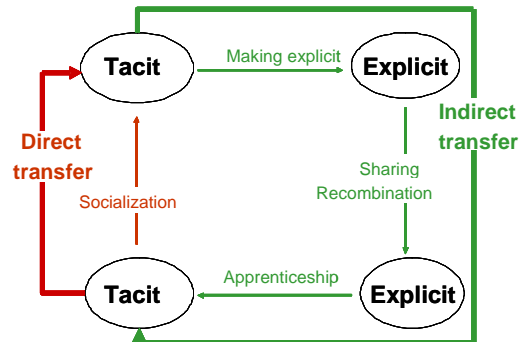 Tacit
Making explicit
Explicit
Direct
transfer
Indirect
transfer
Sharing
Recombination
Socialization
Tacit
Apprenticeship
Explicit